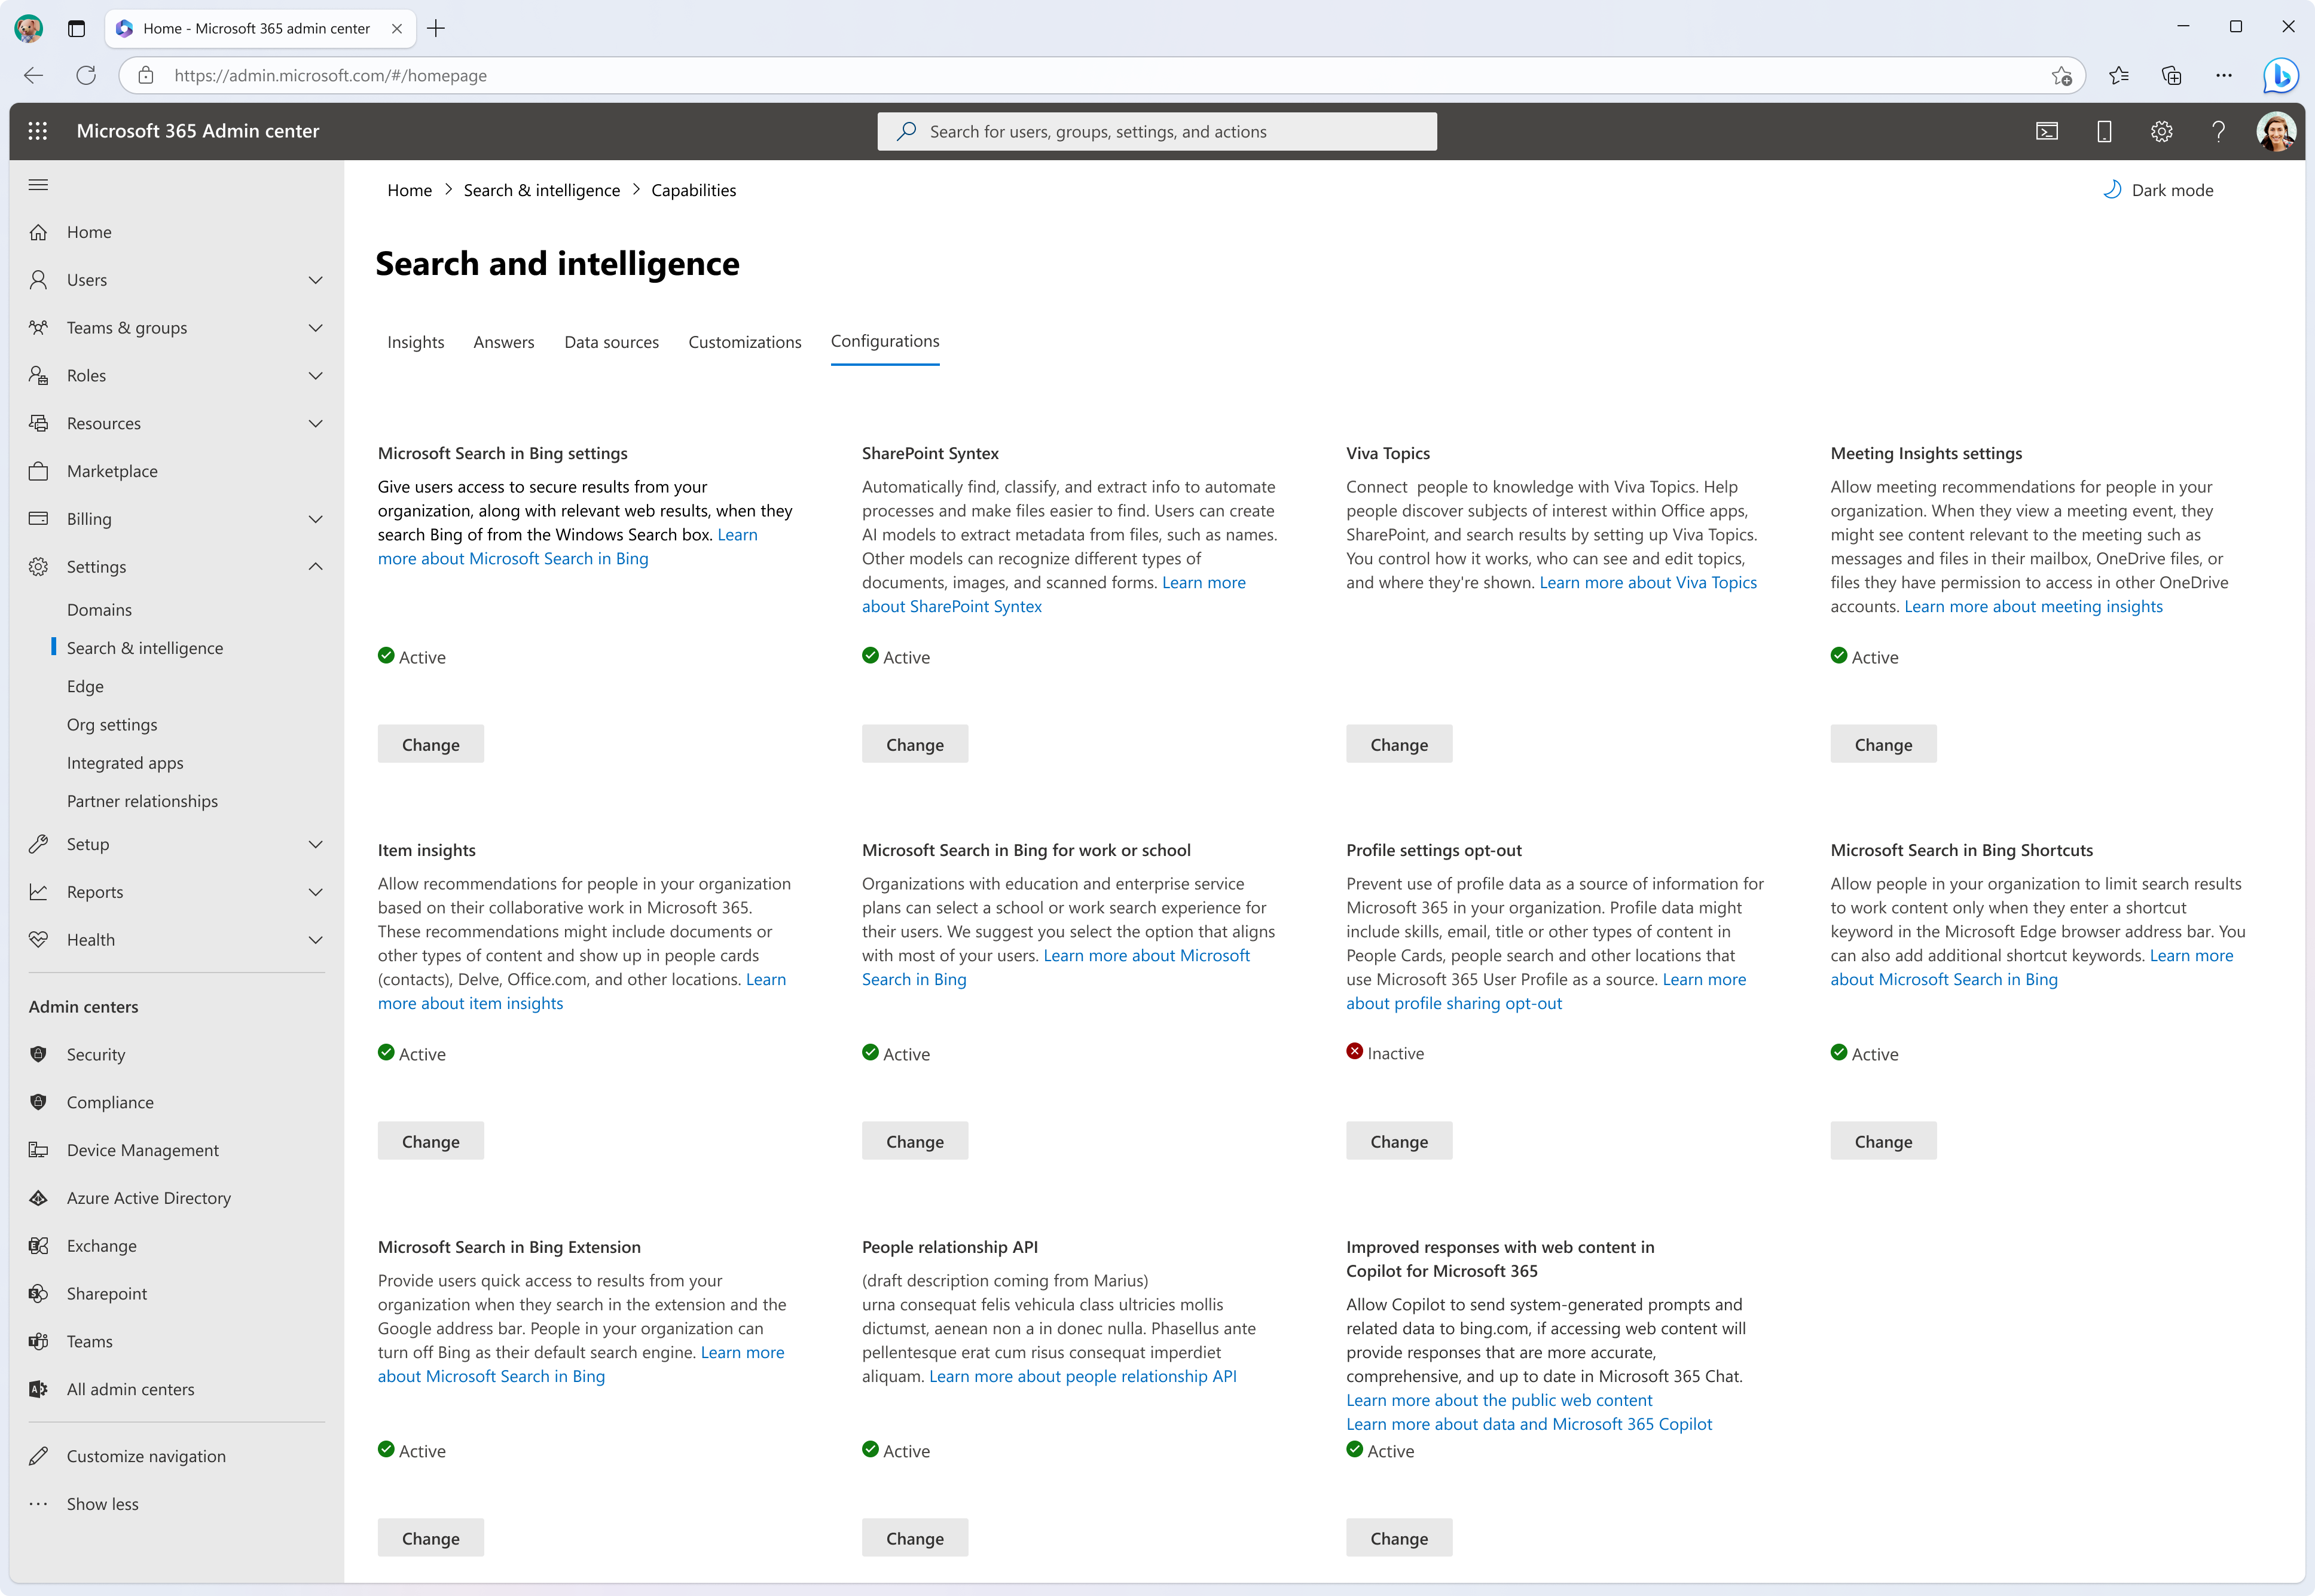 Home - Microsoft 365 admin center
https://admin.microsoft.com/#/homepage
Microsoft 365 Admin center
Search for users, groups, settings, and actions
Home
Users
Teams & groups
Roles
Resources
Marketplace
Billing
Settings
Domains
Search & intelligence
Edge
Org settings
Integrated apps
Partner relationships
Setup
Reports
Health
Admin centers
Security
Compliance
Device Management
Azure Active Directory
Exchange
Sharepoint
Teams
All admin centers
Customize navigation
Show less
Home > Search & intelligence > Capabilities
Dark mode
Search and intelligence
Insights
Answers
Data sources
Customizations
Configurations
Microsoft Search in Bing settings
Give users access to secure results from your
organization, along with relevant web results, when they
search Bing of from the Windows Search box. Learn
more about Microsoft Search in Bing
Active
Change
SharePoint Syntex
Automatically find, classify, and extract info to automate
processes and make files easier to find. Users can create
AI models to extract metadata from files, such as names.
Other models can recognize different types of
documents, images, and scanned forms. Learn more
about SharePoint Syntex
Active
Change
Viva Topics
Connect  people to knowledge with Viva Topics. Help
people discover subjects of interest within Office apps,
SharePoint, and search results by setting up Viva Topics.
You control how it works, who can see and edit topics,
and where they're shown. Learn more about Viva Topics
Change
Meeting Insights settings
Allow meeting recommendations for people in your
organization. When they view a meeting event, they
might see content relevant to the meeting such as
messages and files in their mailbox, OneDrive files, or
files they have permission to access in other OneDrive
accounts. Learn more about meeting insights
Active
Change
Item insights
Allow recommendations for people in your organization
based on their collaborative work in Microsoft 365.
These recommendations might include documents or
other types of content and show up in people cards
(contacts), Delve, Office.com, and other locations. Learn
more about item insights
Active
Change
Microsoft Search in Bing for work or school
Organizations with education and enterprise service
plans can select a school or work search experience for
their users. We suggest you select the option that aligns
with most of your users. Learn more about Microsoft
Search in Bing
Active
Change
Profile settings opt-out
Prevent use of profile data as a source of information for
Microsoft 365 in your organization. Profile data might
include skills, email, title or other types of content in
People Cards, people search and other locations that
use Microsoft 365 User Profile as a source. Learn more
about profile sharing opt-out
Inactive
Change
Microsoft Search in Bing Shortcuts
Allow people in your organization to limit search results
to work content only when they enter a shortcut
keyword in the Microsoft Edge browser address bar. You
can also add additional shortcut keywords. Learn more
about Microsoft Search in Bing
Active
Change
Microsoft Search in Bing Extension
Provide users quick access to results from your
organization when they search in the extension and the
Google address bar. People in your organization can
turn off Bing as their default search engine. Learn more
about Microsoft Search in Bing
Active
Change
People relationship API
(draft description coming from Marius)
urna consequat felis vehicula class ultricies mollis
dictumst, aenean non a in donec nulla. Phasellus ante
pellentesque erat cum risus consequat imperdiet
aliquam. Learn more about people relationship API
Active
Change
Improved responses with web content in
Copilot for Microsoft 365
Allow Copilot to send system-generated prompts and
related data to bing.com, if accessing web content will
provide responses that are more accurate,
comprehensive, and up to date in Microsoft 365 Chat.
Learn more about the public web content
Learn more about data and Microsoft 365 Copilot
Active
Change